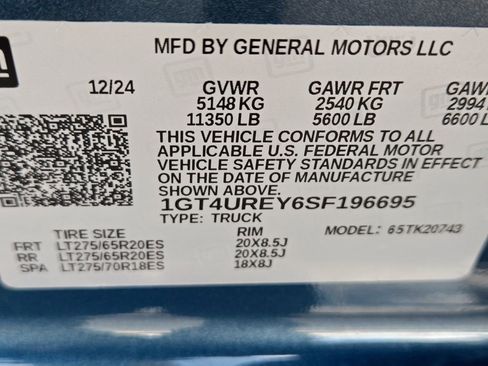 MFD BY GENERAL MOTORS LLC
12/24 GVWR GAWR FRT
5148 KG 2540 KG 2994
11350 LB 5600 LB 6600
THIS VEHICLE CONFORMS TO ALL
APPLICABLE U.S. FEDERAL MOTOR
VEHICLE SAFETY STANDARDS IN EFFECT
ON THE DATE OF MANUFACTURE
SHOWN ABOVE.
1GT4UREY6SF196695
TYPE: TRUCK MODEL: 65TK20743
TIRE SIZE RIM
FRT LT275/65R20ES 20X8.5J
RR LT275/65R20ES 20X8.5J
SPA LT275/70R18ES 18X8J